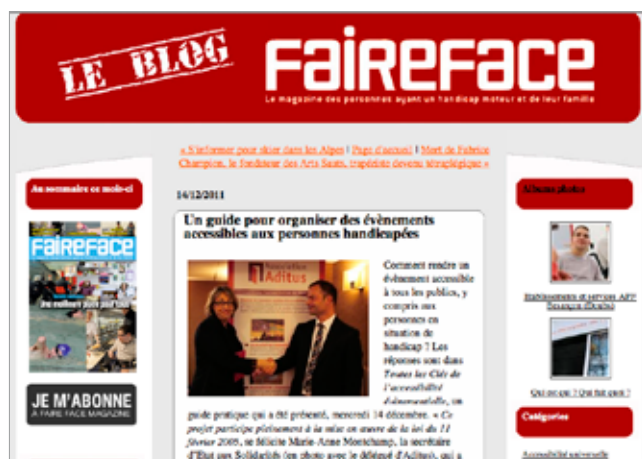 LE BLOG
FAIREFACE
Le magazine des personnes ayant un handicap moteur et de leur famille
« S'informer pour skier dans les Alpes | Page d'accueil | Mort de Fabrice
Champion, le fondateur des Arts Sauts, trapéziste devenu tétraplégique »
Au sommaire ce mois-ci
FAIREFACE
JE M'ABONNE
À FAIRE FACE MAGAZINE
14/12/2011
Un guide pour organiser des évènements
accessibles aux personnes handicapées
Association
Aditus
Comment rendre un
évènement accessible
à tous les publics, y
compris aux
personnes en
situation de
handicap ? Les
réponses sont dans
Toutes les Clés de
l'accessibilité
évènementielle, un
guide pratique qui a été présenté, mercredi 14 décembre. « Ce
projet participe pleinement à la mise en œuvre de la loi du 11
février 2005, se félicite Marie-Anne Montchamp, la secrétaire
d'État aux Solidarités (en photo avec le délégué d'Aditus), qui a
Albums photos
Etablissements et services APF
Besançon (Doubs)
Qui est qui ? Qui fait quoi ?
Catégories
Accessibilité universelle